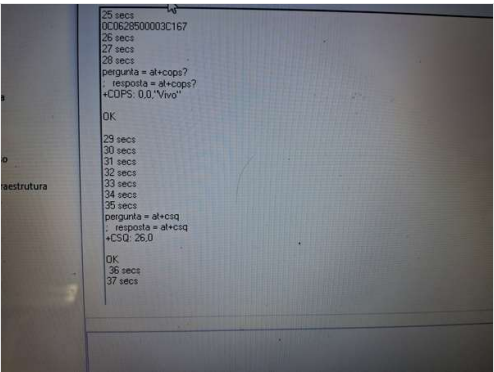 25 secs
0C0628500003C167
26 secs
27 secs
28 secs
pergunta = at+cops?
;   resposta = at+cops?
+COPS: 0,0,"Vivo"
OK
29 secs
30 secs
31 secs
32 secs
33 secs
34 secs
35 secs
pergunta = at+csq
;   resposta = at+csq
+CSQ: 26,0
OK
36 secs
37 secs
a
o
raestrutura